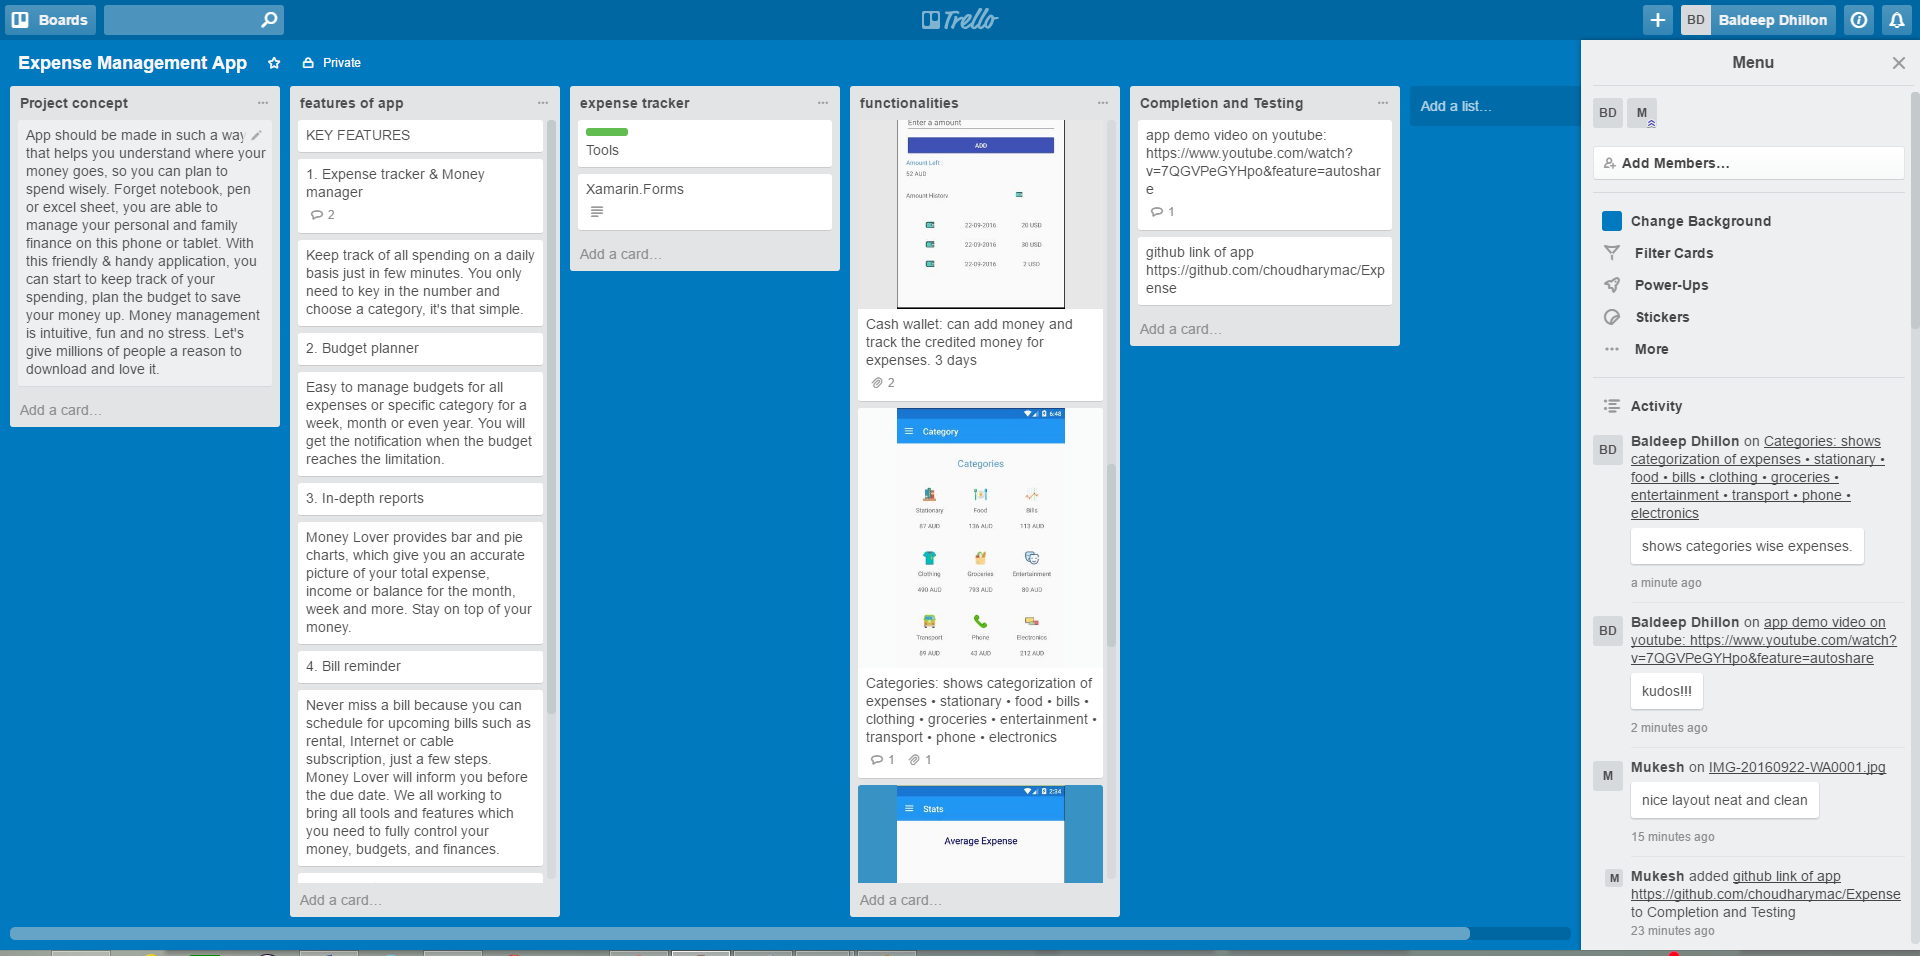 Boards
Trello
BD Baldeep Dhillon
Expense Management App
Private
Project concept
App should be made in such a way
that helps you understand where your
money goes, so you can plan to
spend wisely. Forget notebook, pen
or excel sheet, you are able to
manage your personal and family
finance on this phone or tablet. With
this friendly & handy application, you
can start to keep track of your
spending, plan the budget to save
your money up. Money management
is intuitive, fun and no stress. Let's
give millions of people a reason to
download and love it.
Add a card...
features of app
KEY FEATURES
1. Expense tracker & Money
manager
2
Keep track of all spending on a daily
basis just in few minutes. You only
need to key in the number and
choose a category, it's that simple.
2. Budget planner
Easy to manage budgets for all
expenses or specific category for a
week, month or even year. You will
get the notification when the budget
reaches the limitation.
3. In-depth reports
Money Lover provides bar and pie
charts, which give you an accurate
picture of your total expense,
income or balance for the month,
week and more. Stay on top of your
money.
4. Bill reminder
Never miss a bill because you can
schedule for upcoming bills such as
rental, Internet or cable
subscription, just a few steps.
Money Lover will inform you before
the due date. We all working to
bring all tools and features which
you need to fully control your
money, budgets, and finances.
Add a card...
expense tracker
Tools
Xamarin.Forms
Add a card...
functionalities
Enter a amount
ADD
Amount Left:
52 AUD
Amount History
22-09-2016 20 USD
22-09-2016 30 USD
22-09-2016 2 USD
Cash wallet: can add money and
track the credited money for
expenses. 3 days
2
6:48
Category
Categories
Stationary Food Bills
87 AUD 136 AUD 113 AUD
Clothing Groceries Entertainment
490 AUD 793 AUD 80 AUD
Transport Phone Electronics
89 AUD 43 AUD 212 AUD
Categories: shows categorization of
expenses • stationary • food • bills •
clothing • groceries • entertainment •
transport • phone • electronics
1 1
2:34
Stats
Average Expense
Add a card...
Completion and Testing
app demo video on youtube:
https://www.youtube.com/watch?
v=7QGVPeGYHpo&feature=autoshar
e
1
github link of app
https://github.com/choudharymac/Exp
ense
Add a card...
Add a list...
Menu
BD M
Add Members...
Change Background
Filter Cards
Power-Ups
Stickers
More
Activity
BD
Baldeep Dhillon on Categories: shows
categorization of expenses • stationary •
food • bills • clothing • groceries •
entertainment • transport • phone •
electronics
shows categories wise expenses.
a minute ago
BD
Baldeep Dhillon on app demo video on
youtube: https://www.youtube.com/watch?
v=7QGVPeGYHpo&feature=autoshare
kudos!!!
2 minutes ago
M
Mukesh on IMG-20160922-WA0001.jpg
nice layout neat and clean
15 minutes ago
M
Mukesh added github link of app
https://github.com/choudharymac/Expense
to Completion and Testing
23 minutes ago